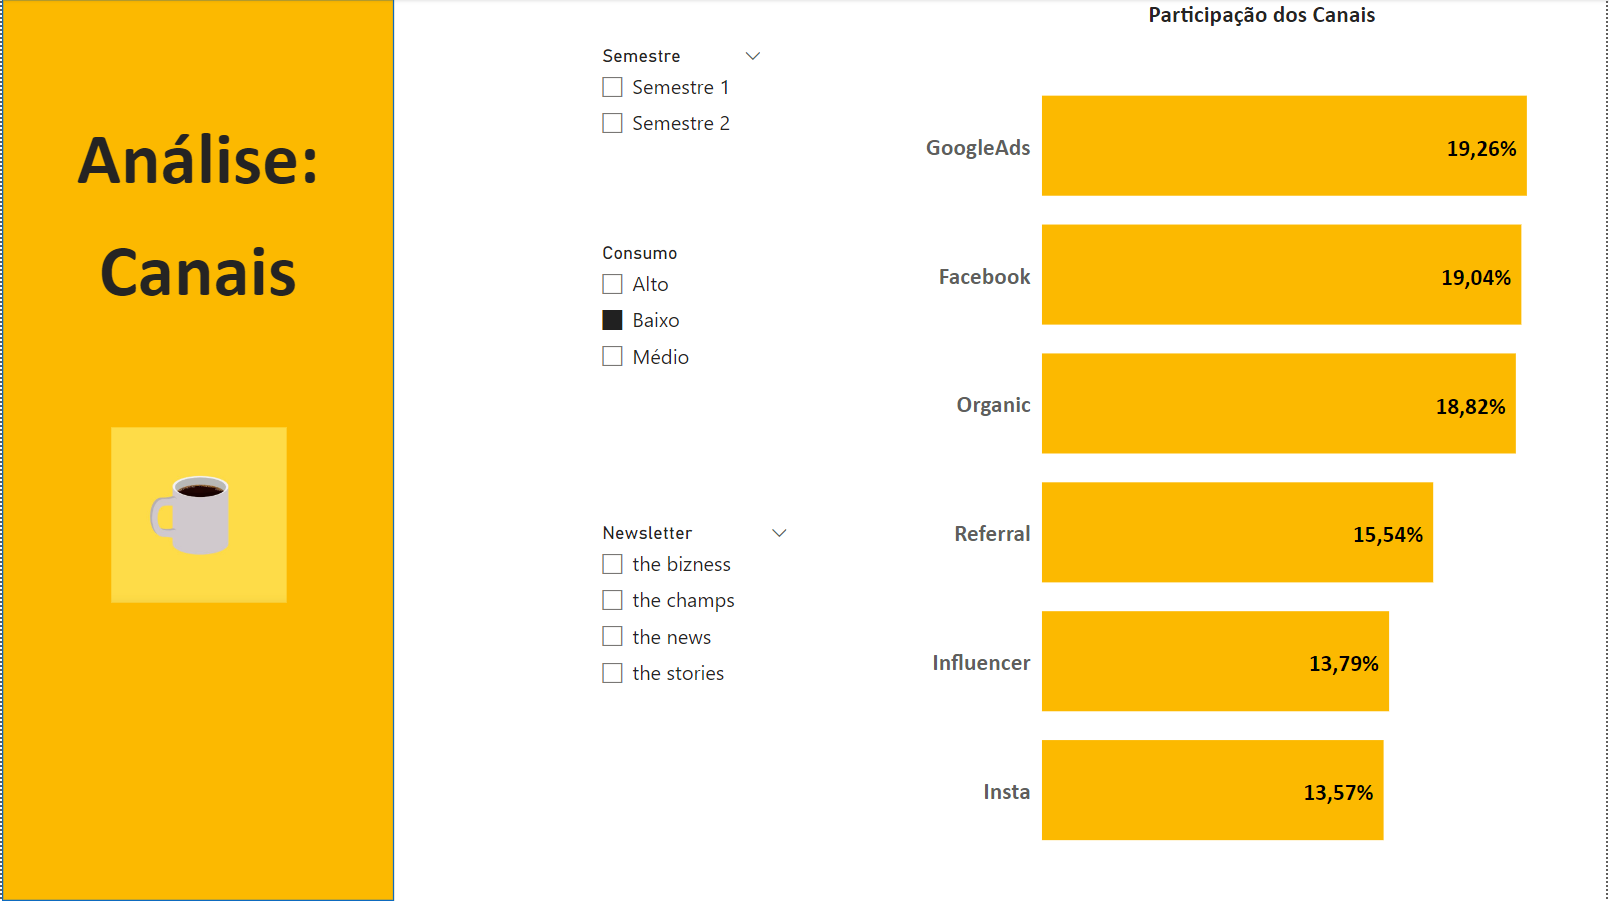 Análise:
Canais
Semestre
Semestre 1
Semestre 2
Consumo
Alto
Baixo
Médio
Newsletter
the bizness
the champs
the news
the stories
Participação dos Canais
GoogleAds 19,26%
Facebook 19,04%
Organic 18,82%
Referral 15,54%
Influencer 13,79%
Insta 13,57%